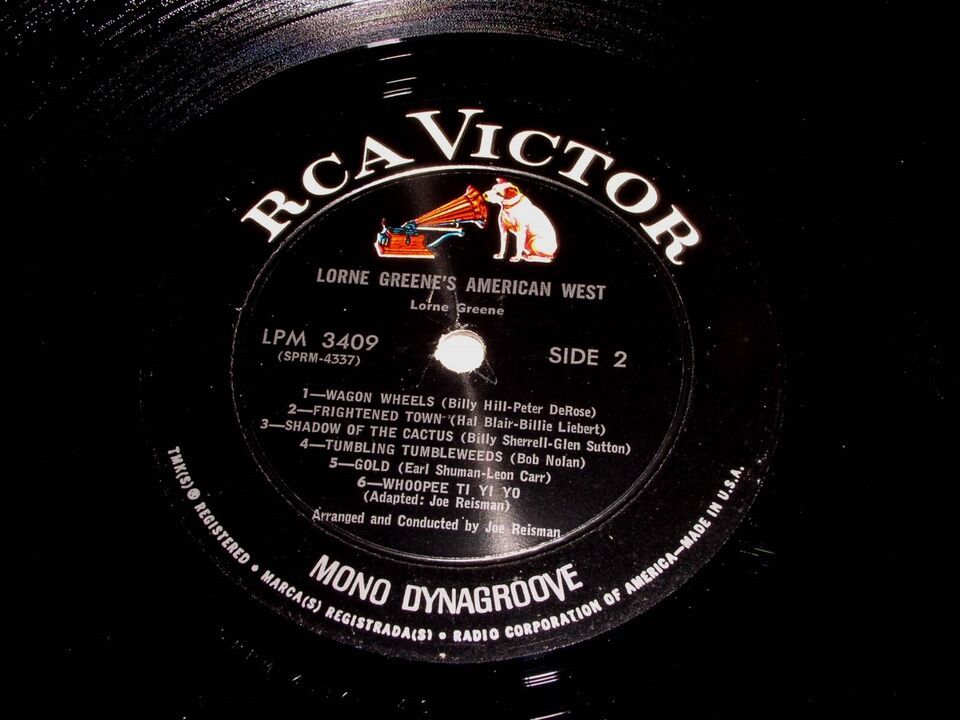 RCA VICTOR
LORNE GREENE'S AMERICAN WEST
Lorne Greene
LPM 3409
(SPRM-4337)
SIDE 2
1—WAGON WHEELS (Billy Hill-Peter DeRose)
2—FRIGHTENED TOWN (Hal Blair-Billie Liebert)
3—SHADOW OF THE CACTUS (Billy Sherrell-Glen Sutton)
4—TUMBLING TUMBLEWEEDS (Bob Nolan)
5—GOLD (Earl Shuman-Leon Carr)
6—WHOOPEE TI YI YO
(Adapted: Joe Reisman)
Arranged and Conducted by Joe Reisman
MONO DYNAGROOVE
TMK(S) ® REGISTERED • MARCA(S) REGISTRADA(S) • RADIO CORPORATION OF AMERICA—MADE IN U.S.A.